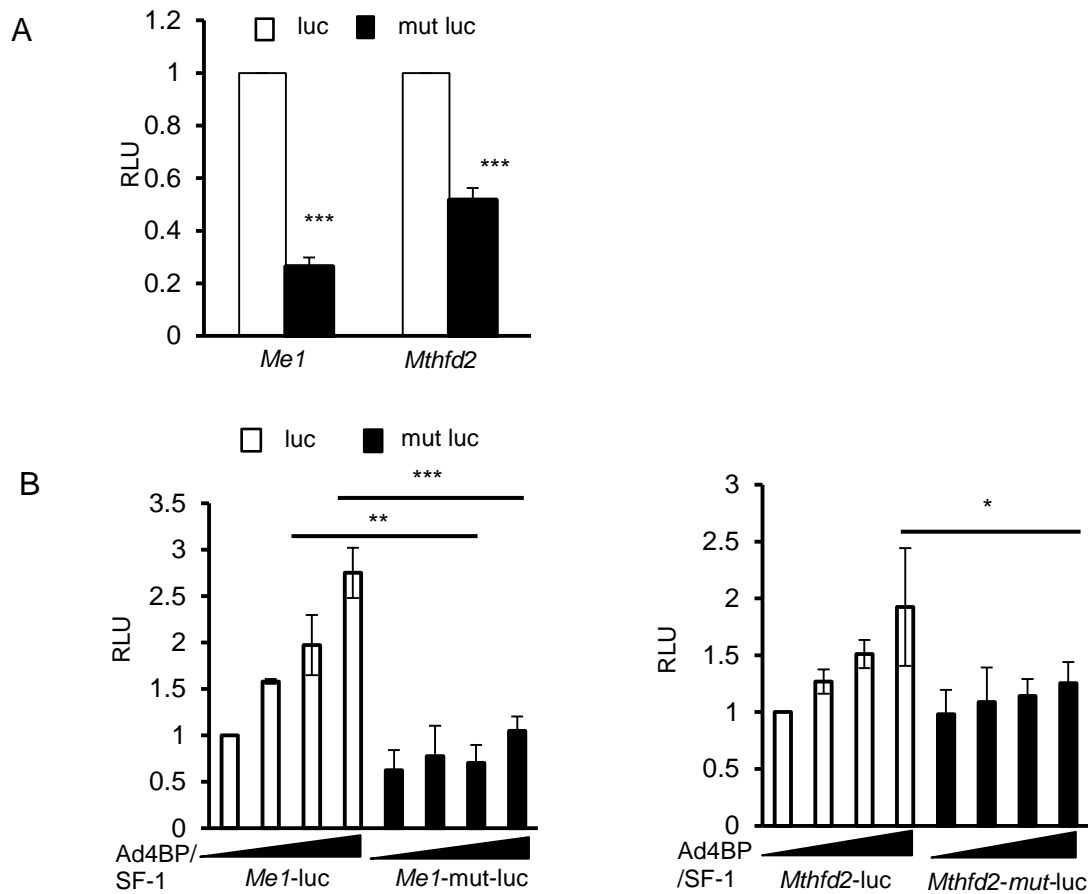 A
luc mut luc
RLU
1.2
1
0.8
0.6
0.4
0.2
0
***
***
Me1 Mthfd2
B
luc mut luc
RLU
3.5
3
2.5
2
1.5
1
0.5
0
***
**
Ad4BP/
SF-1
Me1-luc Me1-mut-luc
RLU
3
2.5
2
1.5
1
0.5
0
*
Ad4BP
/SF-1
Mthfd2-luc Mthfd2-mut-luc